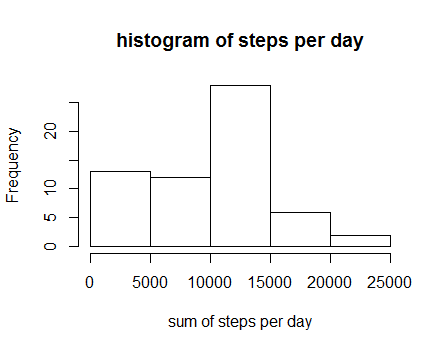 histogram of steps per day
Frequency
20
10
5
0
0 5000 10000 15000 20000 25000
sum of steps per day